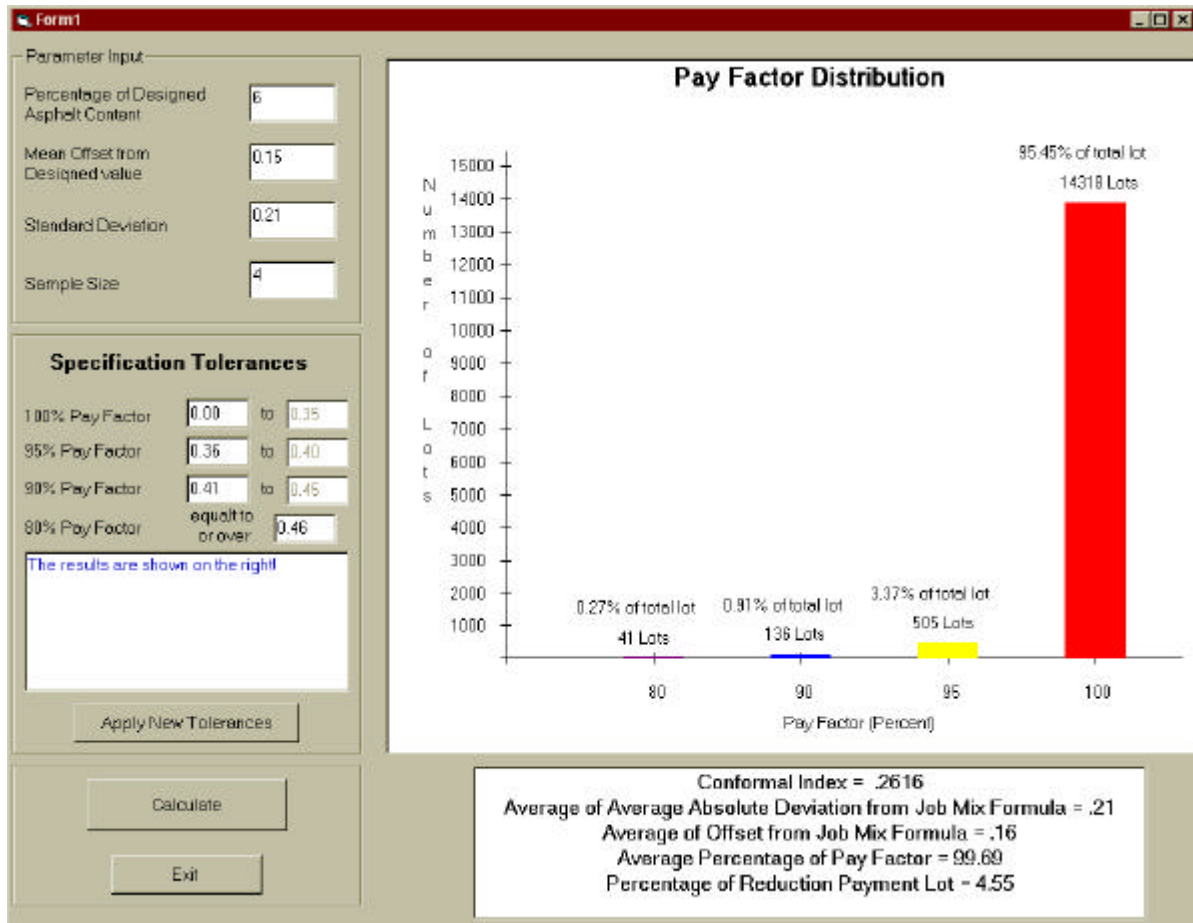 Form1
Parameter Input
Percentage of Designed
Asphalt Content
6
Mean Offset from
Designed value
0.15
Standard Deviation
0.21
Sample Size
4
Specification Tolerances
100% Pay Factor 0.00 to 0.35
95% Pay Factor 0.36 to 0.40
90% Pay Factor 0.41 to 0.45
80% Pay Factor equalt to
or over 0.46
The results are shown on the right!
Apply New Tolerances
Calculate
Exit
Pay Factor Distribution
Number of Lots
15000
14000
13000
12000
11000
10000
9000
8000
7000
6000
5000
4000
3000
2000
1000
0.27% of total lot
41 Lots
0.91% of total lot
136 Lots
3.37% of total lot
505 Lots
95.45% of total lot
14318 Lots
80 90 95 100
Pay Factor (Percent)
Conformal Index = .2616
Average of Average Absolute Deviation from Job Mix Formula = .21
Average of Offset from Job Mix Formula = .16
Average Percentage of Pay Factor = 99.69
Percentage of Reduction Payment Lot = 4.55